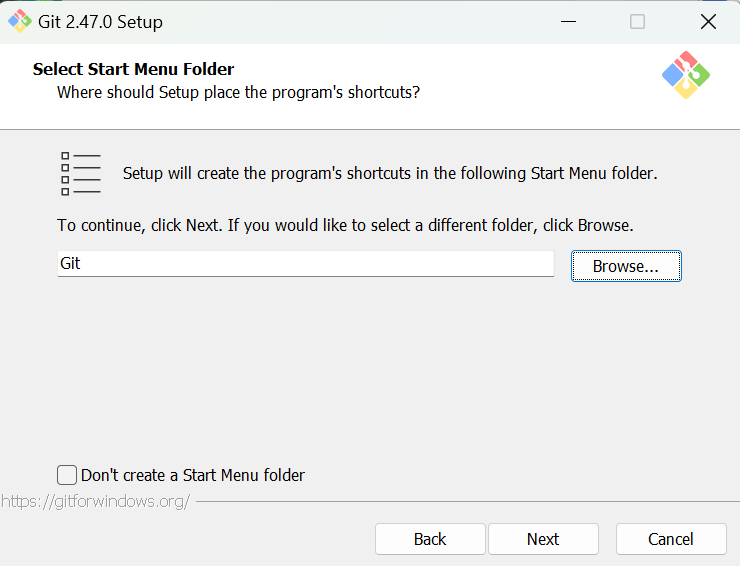 Git 2.47.0 Setup
Select Start Menu Folder
Where should Setup place the program's shortcuts?
Setup will create the program's shortcuts in the following Start Menu folder.
To continue, click Next. If you would like to select a different folder, click Browse.
Git
Browse...
Don't create a Start Menu folder
https://gitforwindows.org/
Back
Next
Cancel